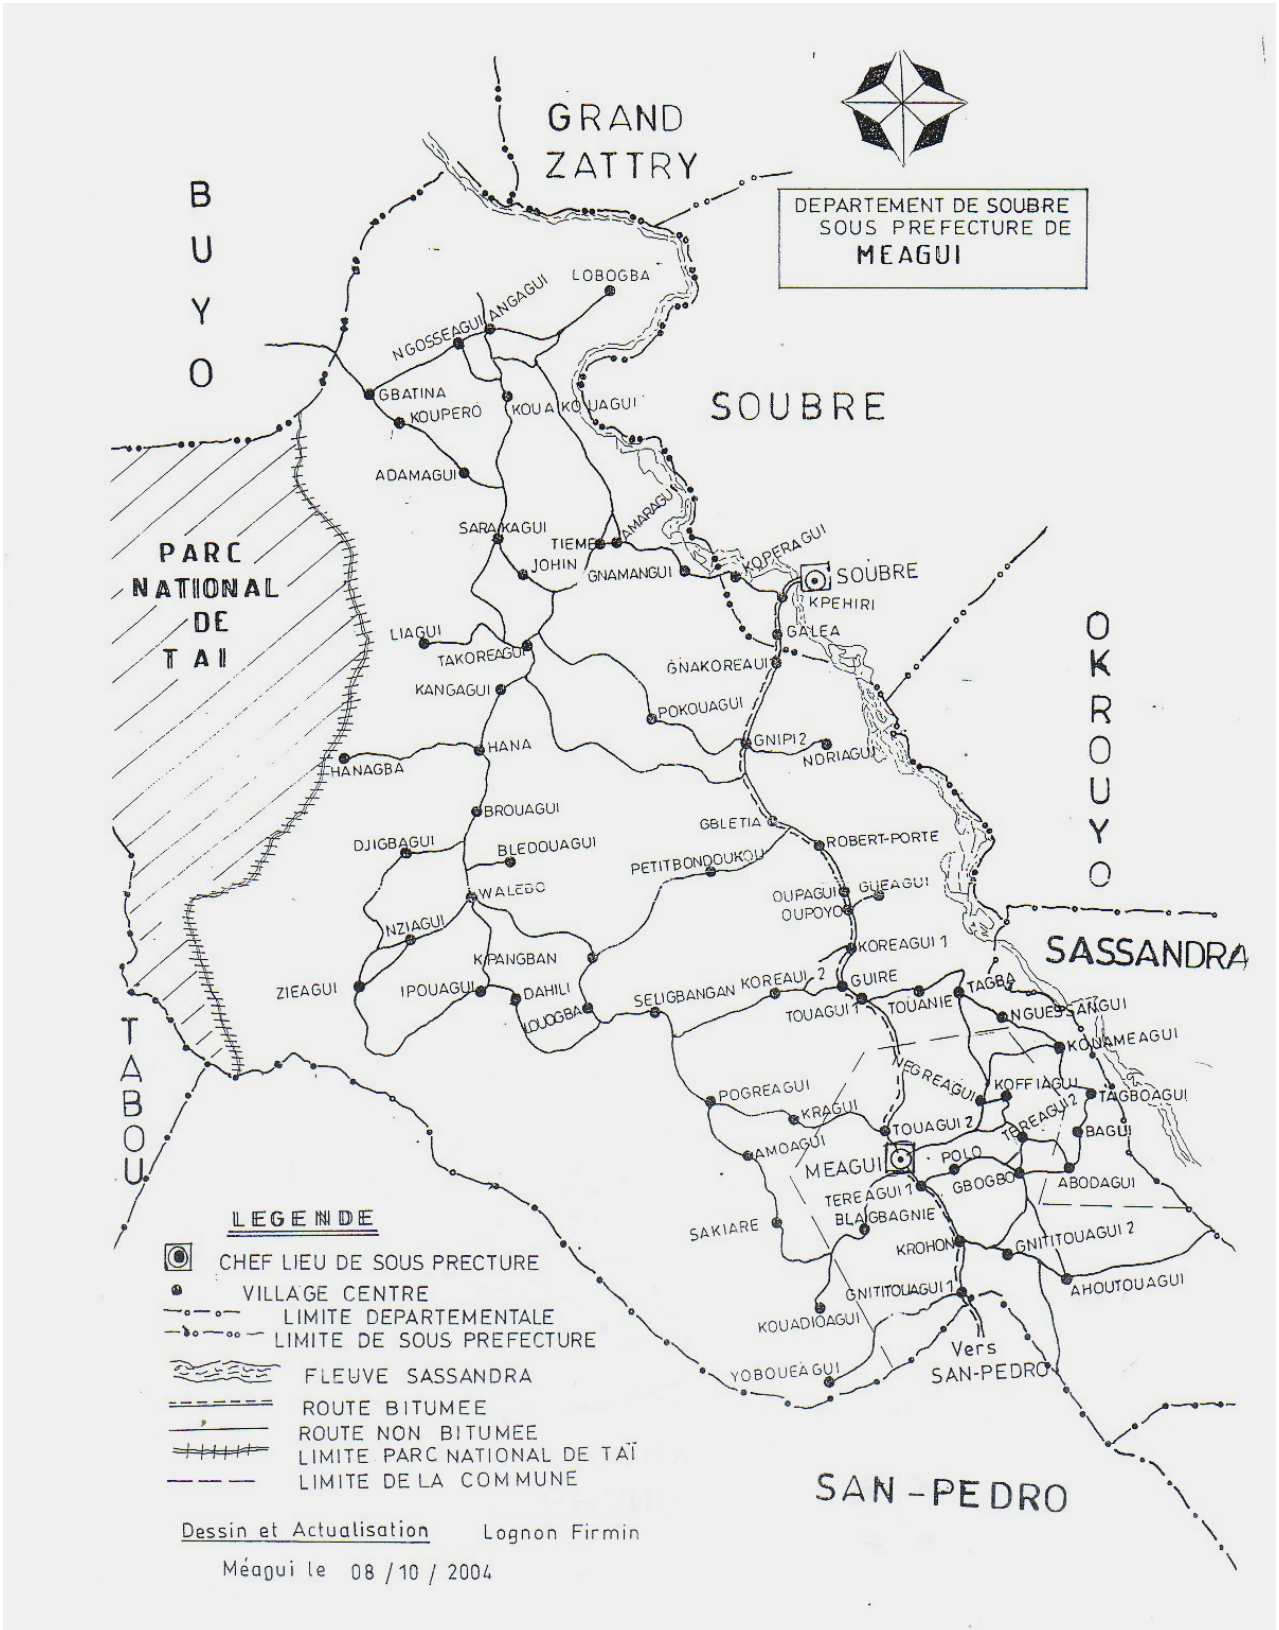 GRAND
ZATTRY
BUYO
DEPARTEMENT DE SOUBRE
SOUS PREFECTURE DE
MEAGUI
LOBOGBA
ANGAGUI
NGOSSEAGUI
GBATINA
KOUPERO
KOUAKOUAGUI
SOUBRE
ADAMAGUI
SARAKAGUI
TIEME
AMARAGUI
JOHIN
GNAMANGUI
KOPERAGUI
SOUBRE
KPEHIRI
PARC
NATIONAL
DE
TAI
LIAGUI
GALEA
TAKOREAGUI
GNAKOREAUI
OKROUYO
KANGAGUI
POKOUAGUI
HANA
GNIPI 2
NDRIAGUI
HANAGBA
BROUAGUI
GBLETIA
ROBERT-PORTE
DJIGBAGUI
BLEDOUAGUI
PETITBONDOUKOU
WALEBO
OUPAGUI
GUEAGUI
OUPOYO
NZIAGUI
KOREAGUI 1
SASSANDRA
KPANGBAN
ZIEAGUI
IPOUAGUI
DAHILI
LOUOGBA
SELIGBANGAN
KOREAUI-2
GUIRE
TOUAGUI 1
TOUANIE
TAGBA
NGUESSANGUI
KOUAMEAGUI
TABOU
POGREAGUI
KRAGUI
NEGREAGUI
KOFFIAGUI
TAGBOAGUI
TOUAGUI 2
TEREAGUI 2
BAGUI
AMOAGUI
MEAGUI
POLO
GBOGBO
ABODAGUI
TEREAGUI 1
BLAGBAGNIE
SAKIARE
KROHON
GNITITOUAGUI 2
GNITITOUAGUI 1
AHOUTOUAGUI
KOUADIOAGUI
YOBOUEAGUI
Vers
SAN-PEDRO
SAN-PEDRO
LEGENDE
CHEF LIEU DE SOUS PRECTURE
VILLAGE CENTRE
LIMITE DEPARTEMENTALE
LIMITE DE SOUS PREFECTURE
FLEUVE SASSANDRA
ROUTE BITUMEE
ROUTE NON BITUMEE
LIMITE PARC NATIONAL DE TAÏ
LIMITE DE LA COMMUNE
Dessin et Actualisation Lognon Firmin
Méagui le 08/10/2004